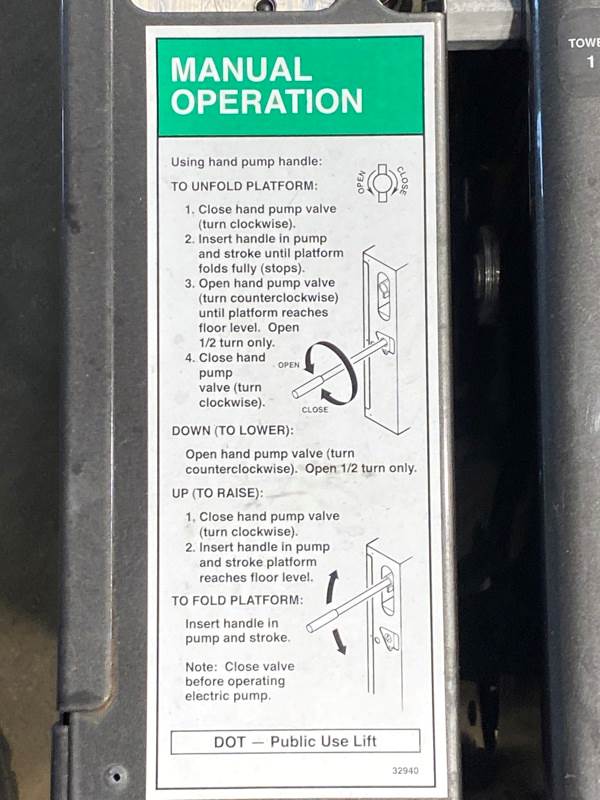 MANUAL
OPERATION
TOWE
1
Using hand pump handle:
TO UNFOLD PLATFORM:
OPEN
CLOSE
1. Close hand pump valve
(turn clockwise).
2. Insert handle in pump
and stroke until platform
folds fully (stops).
3. Open hand pump valve
(turn counterclockwise)
until platform reaches
floor level. Open
1/2 turn only.
4. Close hand
pump
valve (turn
clockwise).
OPEN
CLOSE
DOWN (TO LOWER):
Open hand pump valve (turn
counterclockwise). Open 1/2 turn only.
UP (TO RAISE):
1. Close hand pump valve
(turn clockwise).
2. Insert handle in pump
and stroke platform
reaches floor level.
TO FOLD PLATFORM:
Insert handle in
pump and stroke.
Note: Close valve
before operating
electric pump.
DOT — Public Use Lift
32940